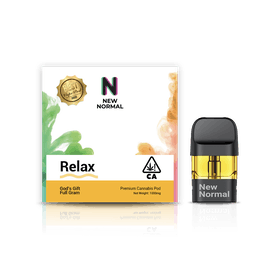 N
NEW
NORMAL
Relax
CA
God's Gift
Full Gram
Premium Cannabis Pod
Net Weight: 1000mg
New
Normal